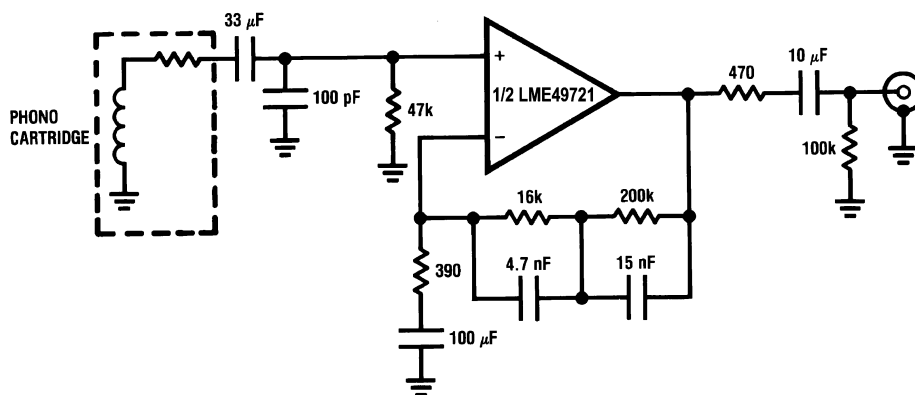 33 μF
10 μF
470
+
1/2 LME49721
100 pF
47k
PHONO
CARTRIDGE
−
100k
16k
200k
4.7 nF
15 nF
390
100 μF